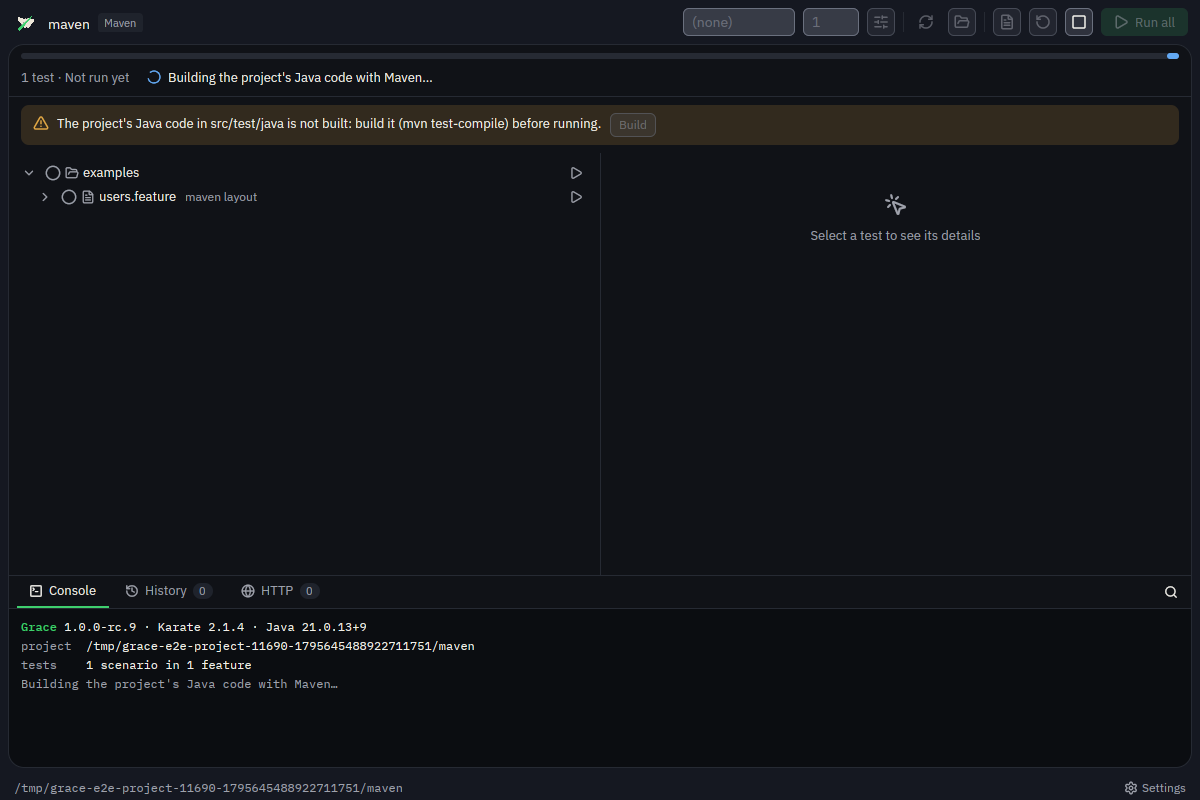 maven Maven (none) 1 Run all
1 test · Not run yet Building the project's Java code with Maven...
The project's Java code in src/test/java is not built: build it (mvn test-compile) before running. Build
examples
users.feature maven layout
Select a test to see its details
Console History 0 HTTP 0
Grace 1.0.0-rc.9 · Karate 2.1.4 · Java 21.0.13+9
project /tmp/grace-e2e-project-11690-1795645488922711751/maven
tests 1 scenario in 1 feature
Building the project's Java code with Maven…
/tmp/grace-e2e-project-11690-1795645488922711751/maven Settings